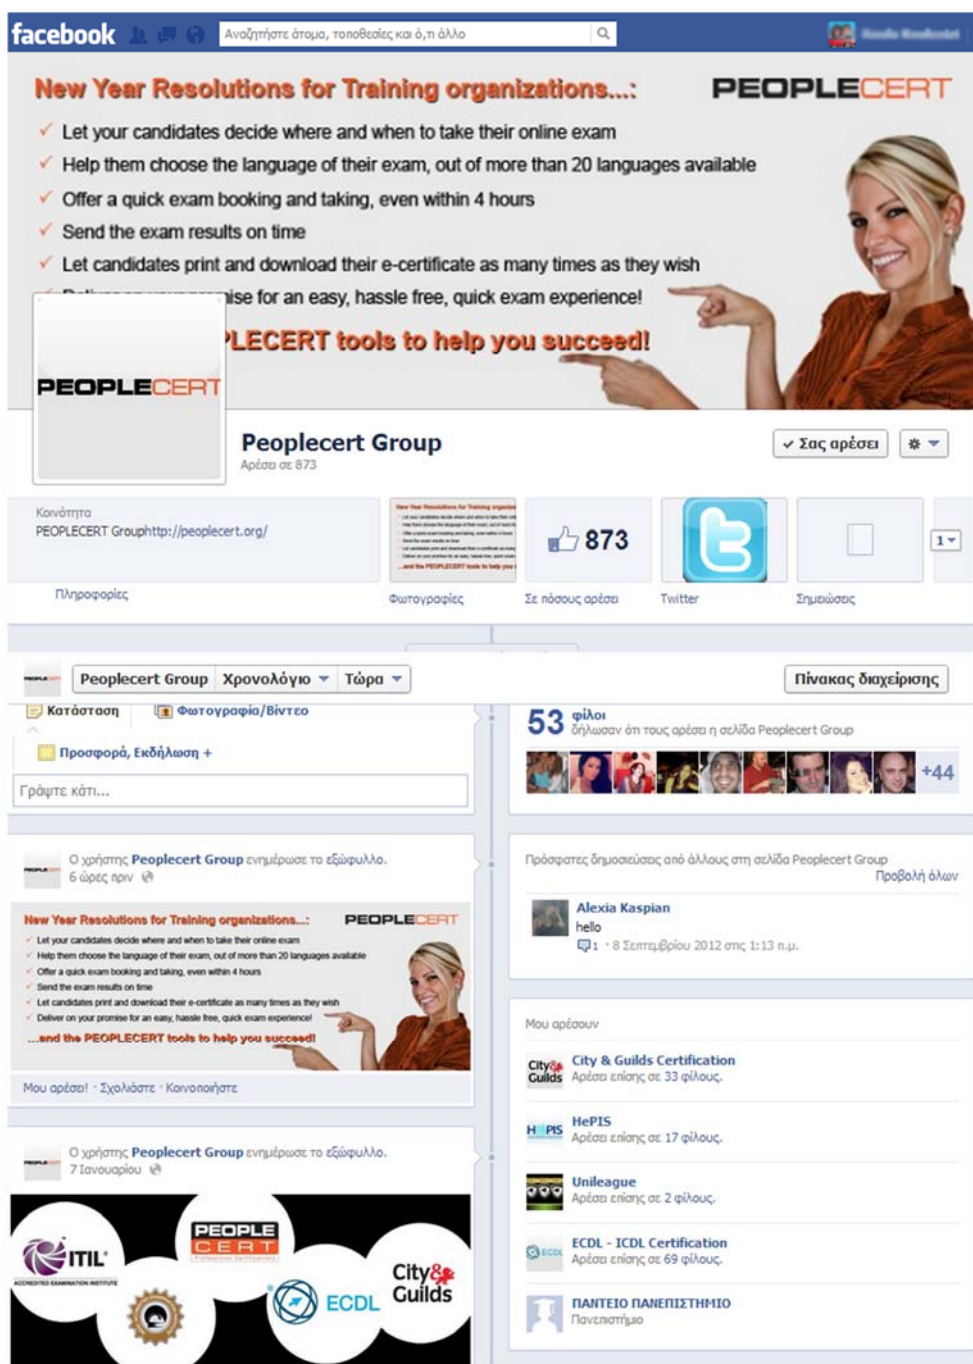 facebook
Αναζητήστε άτομα, τοποθεσίες και ό,τι άλλο
New Year Resolutions for Training organizations...:
PEOPLECERT
✓ Let your candidates decide where and when to take their online exam
✓ Help them choose the language of their exam, out of more than 20 languages available
✓ Offer a quick exam booking and taking, even within 4 hours
✓ Send the exam results on time
✓ Let candidates print and download their e-certificate as many times as they wish
ise for an easy, hassle free, quick exam experience!
PLECERT tools to help you succeed!
PEOPLECERT
Peoplecert Group
Αρέσει σε 873
✓ Σας αρέσει
Κοινότητα
PEOPLECERT Grouphttp://peoplecert.org/
Πληροφορίες
873
1
Φωτογραφίες
Σε πόσους αρέσει
Twitter
Σημειώσεις
Peoplecert Group
Χρονολόγιο
Τώρα
Πίνακας διαχείρισης
Κατάσταση
Φωτογραφία/Βίντεο
Προσφορά, Εκδήλωση +
Γράψτε κάτι...
53 φίλοι
δήλωσαν ότι τους αρέσει η σελίδα Peoplecert Group
+44
Ο χρήστης Peoplecert Group ενημέρωσε το εξώφυλλο.
6 ώρες πριν
New Year Resolutions for Training organizations...:
PEOPLECERT
✓ Let your candidates decide where and when to take their online exam
✓ Help them choose the language of their exam, out of more than 20 languages available
✓ Offer a quick exam booking and taking, even within 4 hours
✓ Send the exam results on time
✓ Let candidates print and download their e-certificate as many times as they wish
✓ Deliver on your promise for an easy, hassle free, quick exam experience!
...and the PEOPLECERT tools to help you succeed!
Μου αρέσει! · Σχολιάστε · Κοινοποιήστε
Ο χρήστης Peoplecert Group ενημέρωσε το εξώφυλλο.
7 Ιανουαρίου
ITIL
ACCREDITED EXAMINATION INSTITUTE
PEOPLE
CERT
ECDL
City&
Guilds
Πρόσφατες δημοσιεύσεις από άλλους στη σελίδα Peoplecert Group
Προβολή όλων
Alexia Kaspian
hello
1 · 8 Σεπτεμβρίου 2012 στις 1:13 π.μ.
Μου αρέσουν
City & Guilds Certification
Αρέσει επίσης σε 33 φίλους.
HePIS
Αρέσει επίσης σε 17 φίλους.
Unileague
Αρέσει επίσης σε 2 φίλους.
ECDL - ICDL Certification
Αρέσει επίσης σε 69 φίλους.
ΠΑΝΤΕΙΟ ΠΑΝΕΠΙΣΤΗΜΙΟ
Πανεπιστήμιο